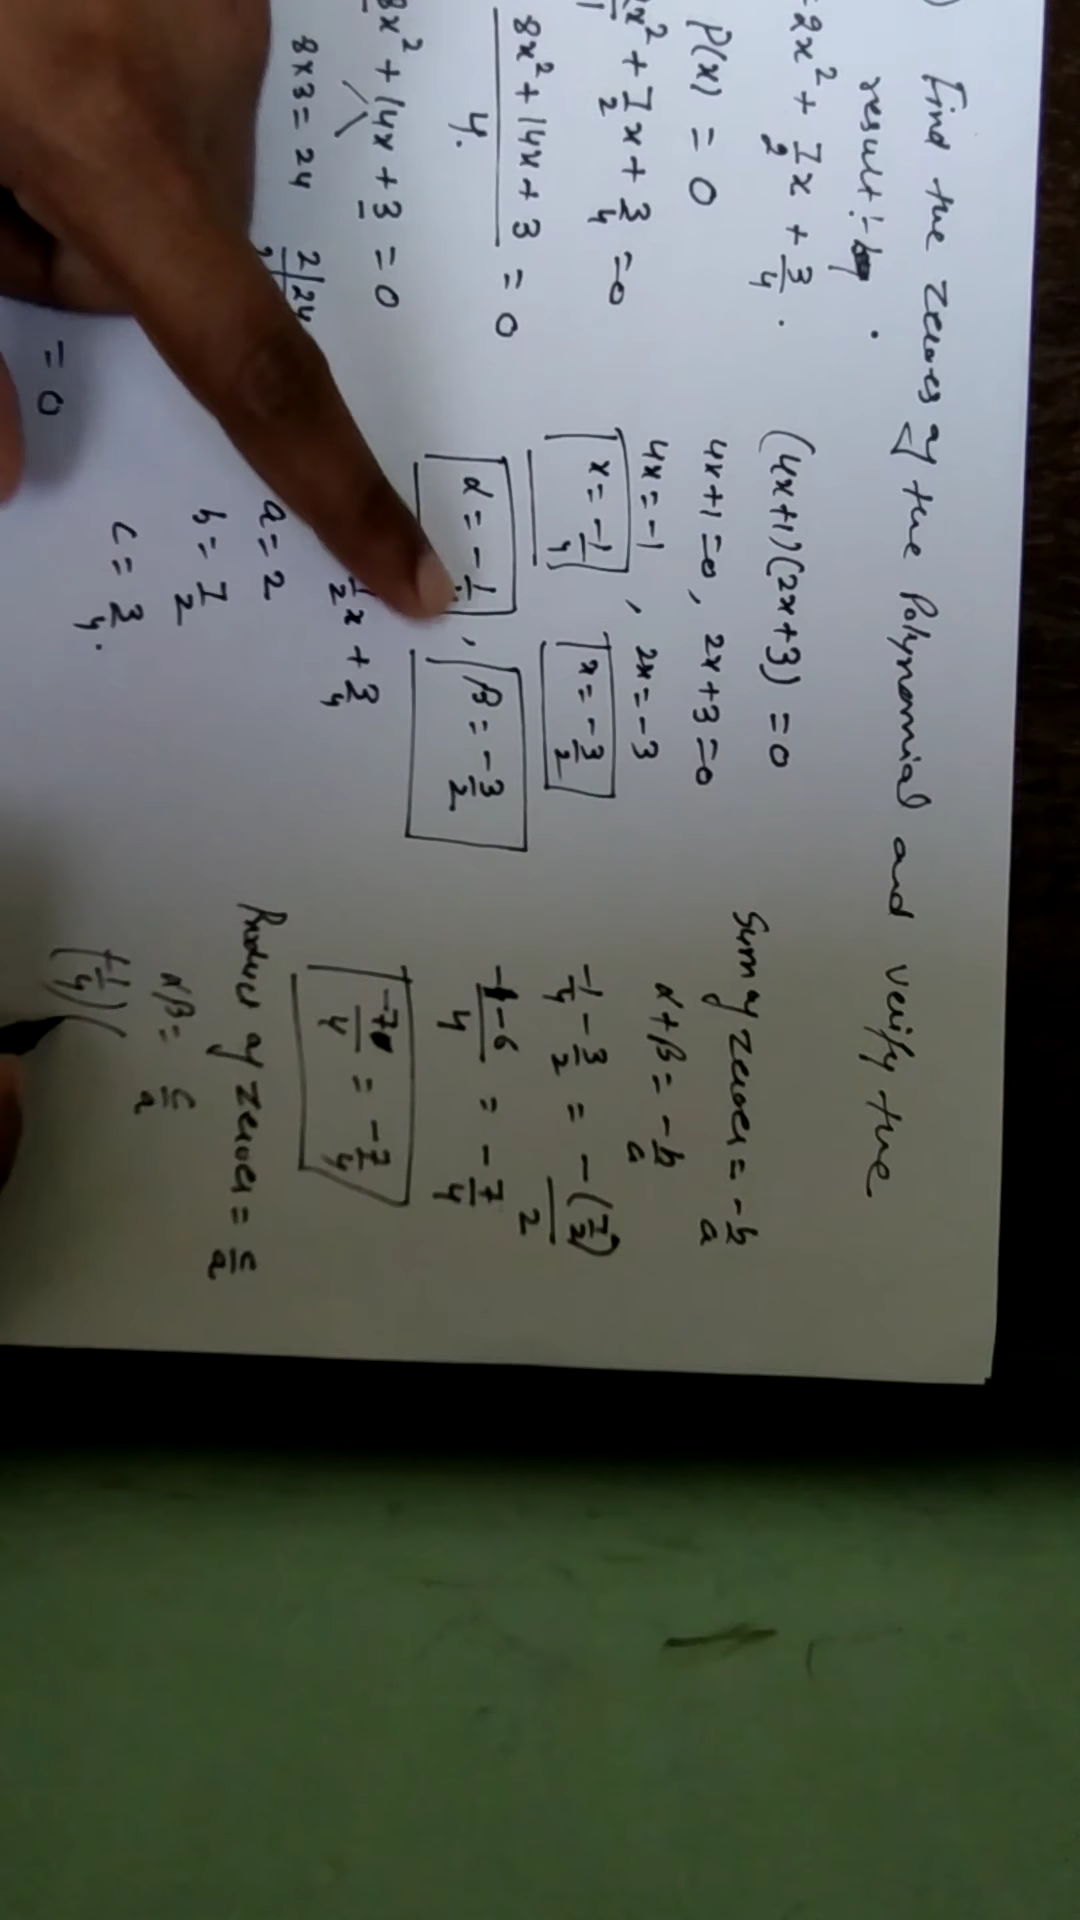 Find the zeroes of the Polynomial and verify the
result :-
2x² + 7/2 x + 3/4 .
P(x) = 0
x² + 7/2 x + 3/4 = 0
8x² + 14x + 3 / 4. = 0
8x² + 14x + 3 = 0
8x3 = 24 2|24
= 0
(4x+1)(2x+3) = 0
4x+1 = 0, 2x+3 = 0
4x = -1 , 2x = -3
x = -1/4 x = -3/2
α = -1 , β = -3/2
x + 3/4
a = 2
b = 7/2
c = 3/4.
Sum of zeroes = -b/a
α + β = -b/a
-1/4 - 3/2 = -(7/2)/2
-1-6/4 = -7/4
-7/4 = -7/4
Product of zeroes = c/a
αβ = c/a
(-1/4)(